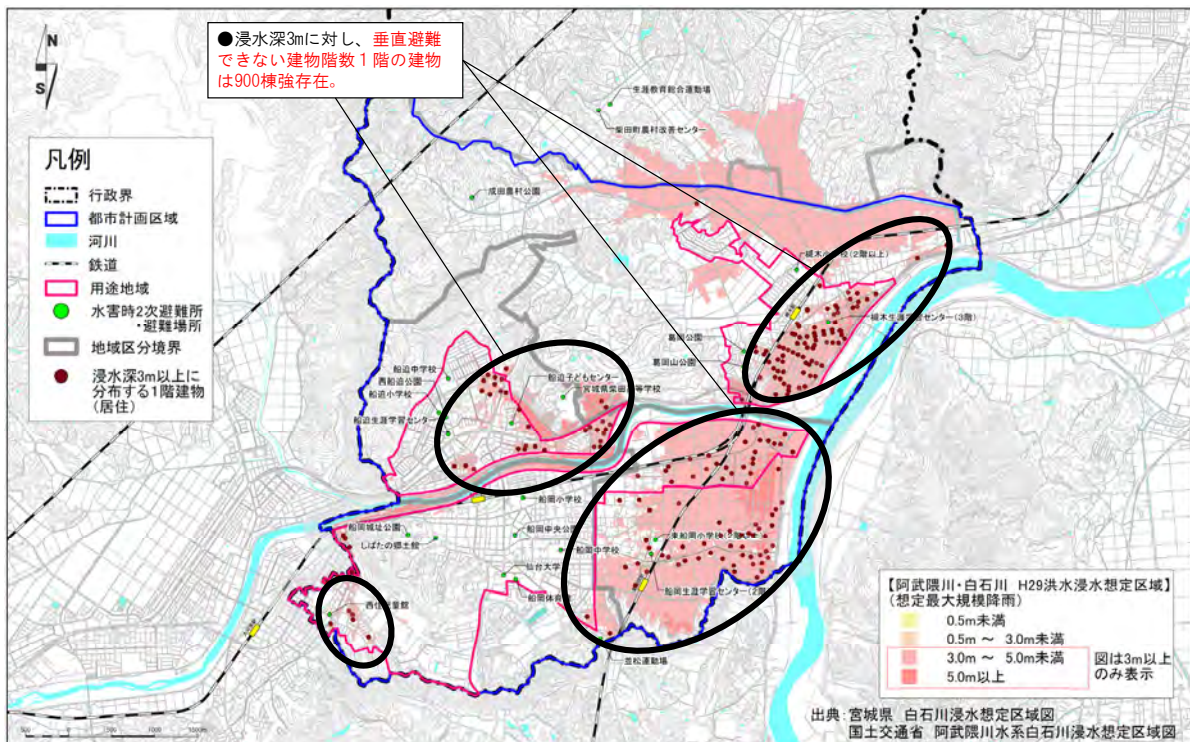 ●浸水深3mに対し、垂直避難
できない建物階数1階の建物
は900棟強存在。
N
S
凡例
行政界
都市計画区域
河川
鉄道
用途地域
水害時2次避難所
・避難場所
地域区分境界
浸水深3m以上に
分布する1階建物
(居住)
生涯教育総合運動場
柴田町農村改善センター
成田農村公園
槻木小学校(2階以上)
槻木生涯学習センター(3階)
葛岡公園
葛岡山公園
船迫中学校
西船迫公園
船迫小学校
船迫生涯学習センター
船迫子どもセンター
宮城県柴田高等学校
船岡小学校
船岡城址公園
しばたの郷土館
船岡中央公園
船岡中学校
仙台大学
船岡体育館
東船岡小学校
船岡生涯学習センター(2階
西住児童館
並松運動場
【阿武隈川・白石川 H29洪水浸水想定区域】
(想定最大規模降雨)
0.5m未満
0.5m ~ 3.0m未満
3.0m ~ 5.0m未満
5.0m以上
図は3m以上
のみ表示
出典:宮城県 白石川浸水想定区域図
国土交通省 阿武隈川水系白石川浸水想定区域図
500 0 500 1000 1500m